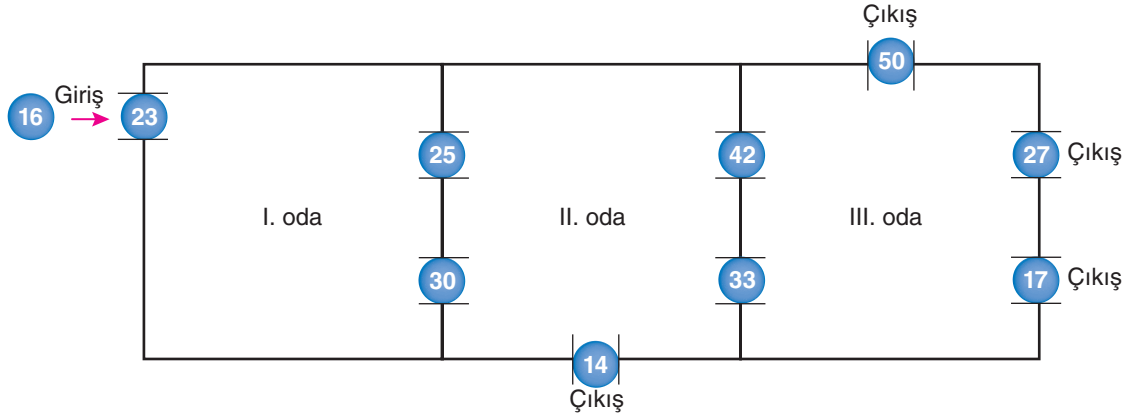 Çıkış
50
Giriş
16
23
25
42
27
Çıkış
I. oda
II. oda
III. oda
30
33
17
Çıkış
14
Çıkış